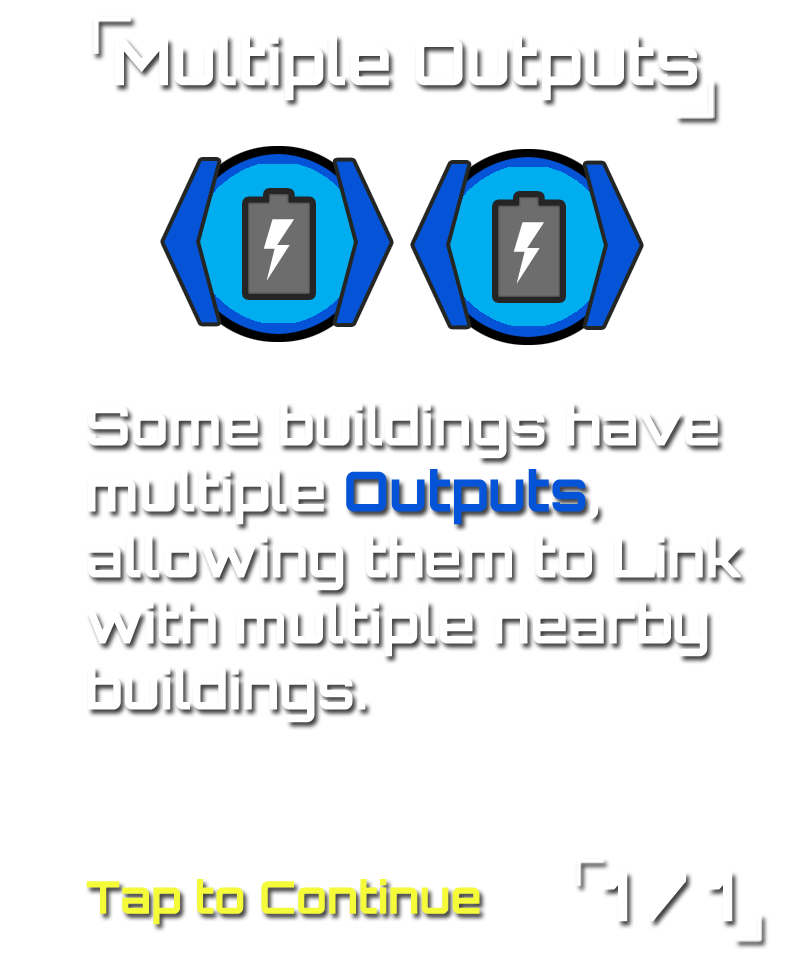 Multiple Outputs
Some buildings have
multiple Outputs,
allowing them to Link
with multiple nearby
buildings.
Tap to Continue
1 / 1